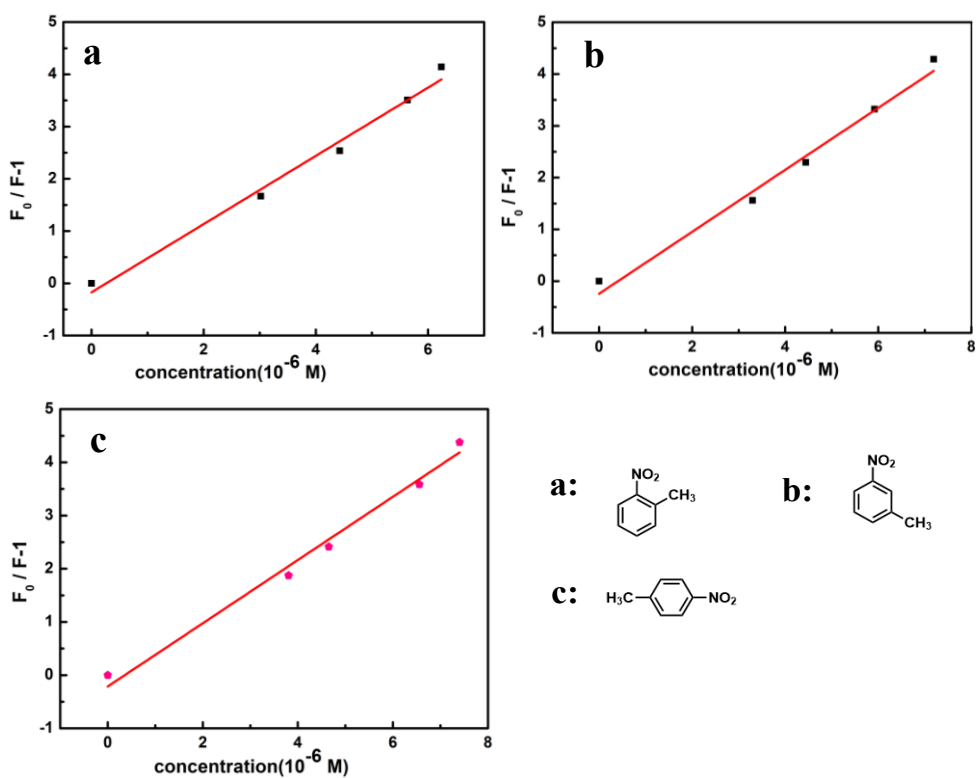 a
5
4
3
2
1
0
-1
F0 / F-1
0 2 4 6
concentration(10-6 M)
b
5
4
3
2
1
0
-1
F0 / F-1
0 2 4 6 8
concentration(10-6 M)
c
5
4
3
2
1
0
-1
F0 / F-1
0 2 4 6 8
concentration(10-6 M)
a:
NO2
CH3
b:
NO2
CH3
c:
H3C
NO2